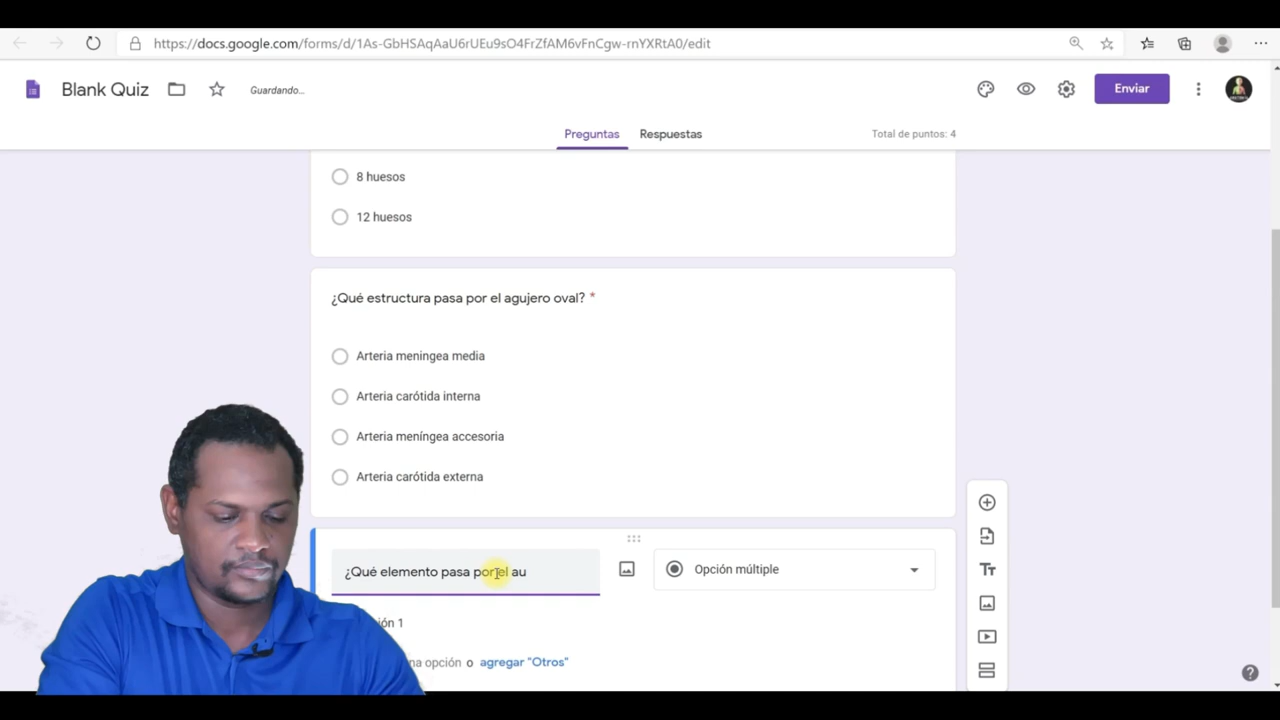 https://docs.google.com/forms/d/1As-GbHSAqAaU6rUEu9sO4FrZfAM6vFnCgw-rnYXRtA0/edit
Blank Quiz
Guardando...
Enviar
Preguntas
Respuestas
Total de puntos: 4
8 huesos
12 huesos
¿Qué estructura pasa por el agujero oval? *
Arteria meningea media
Arteria carótida interna
Arteria meníngea accesoria
Arteria carótida externa
¿Qué elemento pasa por el au
Opción múltiple
ión 1
na opción o agregar "Otros"